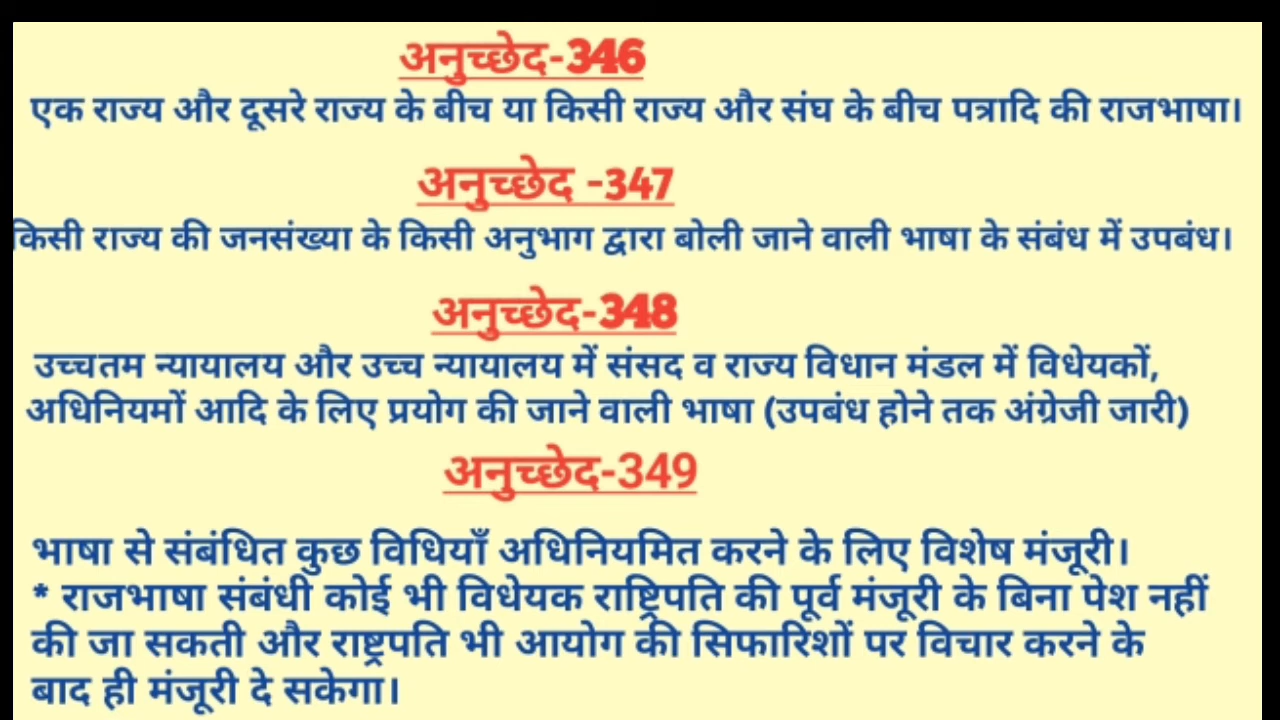 अनुच्छेद-346
एक राज्य और दूसरे राज्य के बीच या किसी राज्य और संघ के बीच पत्रादि की राजभाषा।
अनुच्छेद -347
किसी राज्य की जनसंख्या के किसी अनुभाग द्वारा बोली जाने वाली भाषा के संबंध में उपबंध।
अनुच्छेद-348
उच्चतम न्यायालय और उच्च न्यायालय में संसद व राज्य विधान मंडल में विधेयकों,
अधिनियमों आदि के लिए प्रयोग की जाने वाली भाषा (उपबंध होने तक अंग्रेजी जारी)
अनुच्छेद-349
भाषा से संबंधित कुछ विधियाँ अधिनियमित करने के लिए विशेष मंजूरी।
* राजभाषा संबंधी कोई भी विधेयक राष्ट्रिपति की पूर्व मंजूरी के बिना पेश नहीं
की जा सकती और राष्ट्रपति भी आयोग की सिफारिशों पर विचार करने के
बाद ही मंजूरी दे सकेगा।